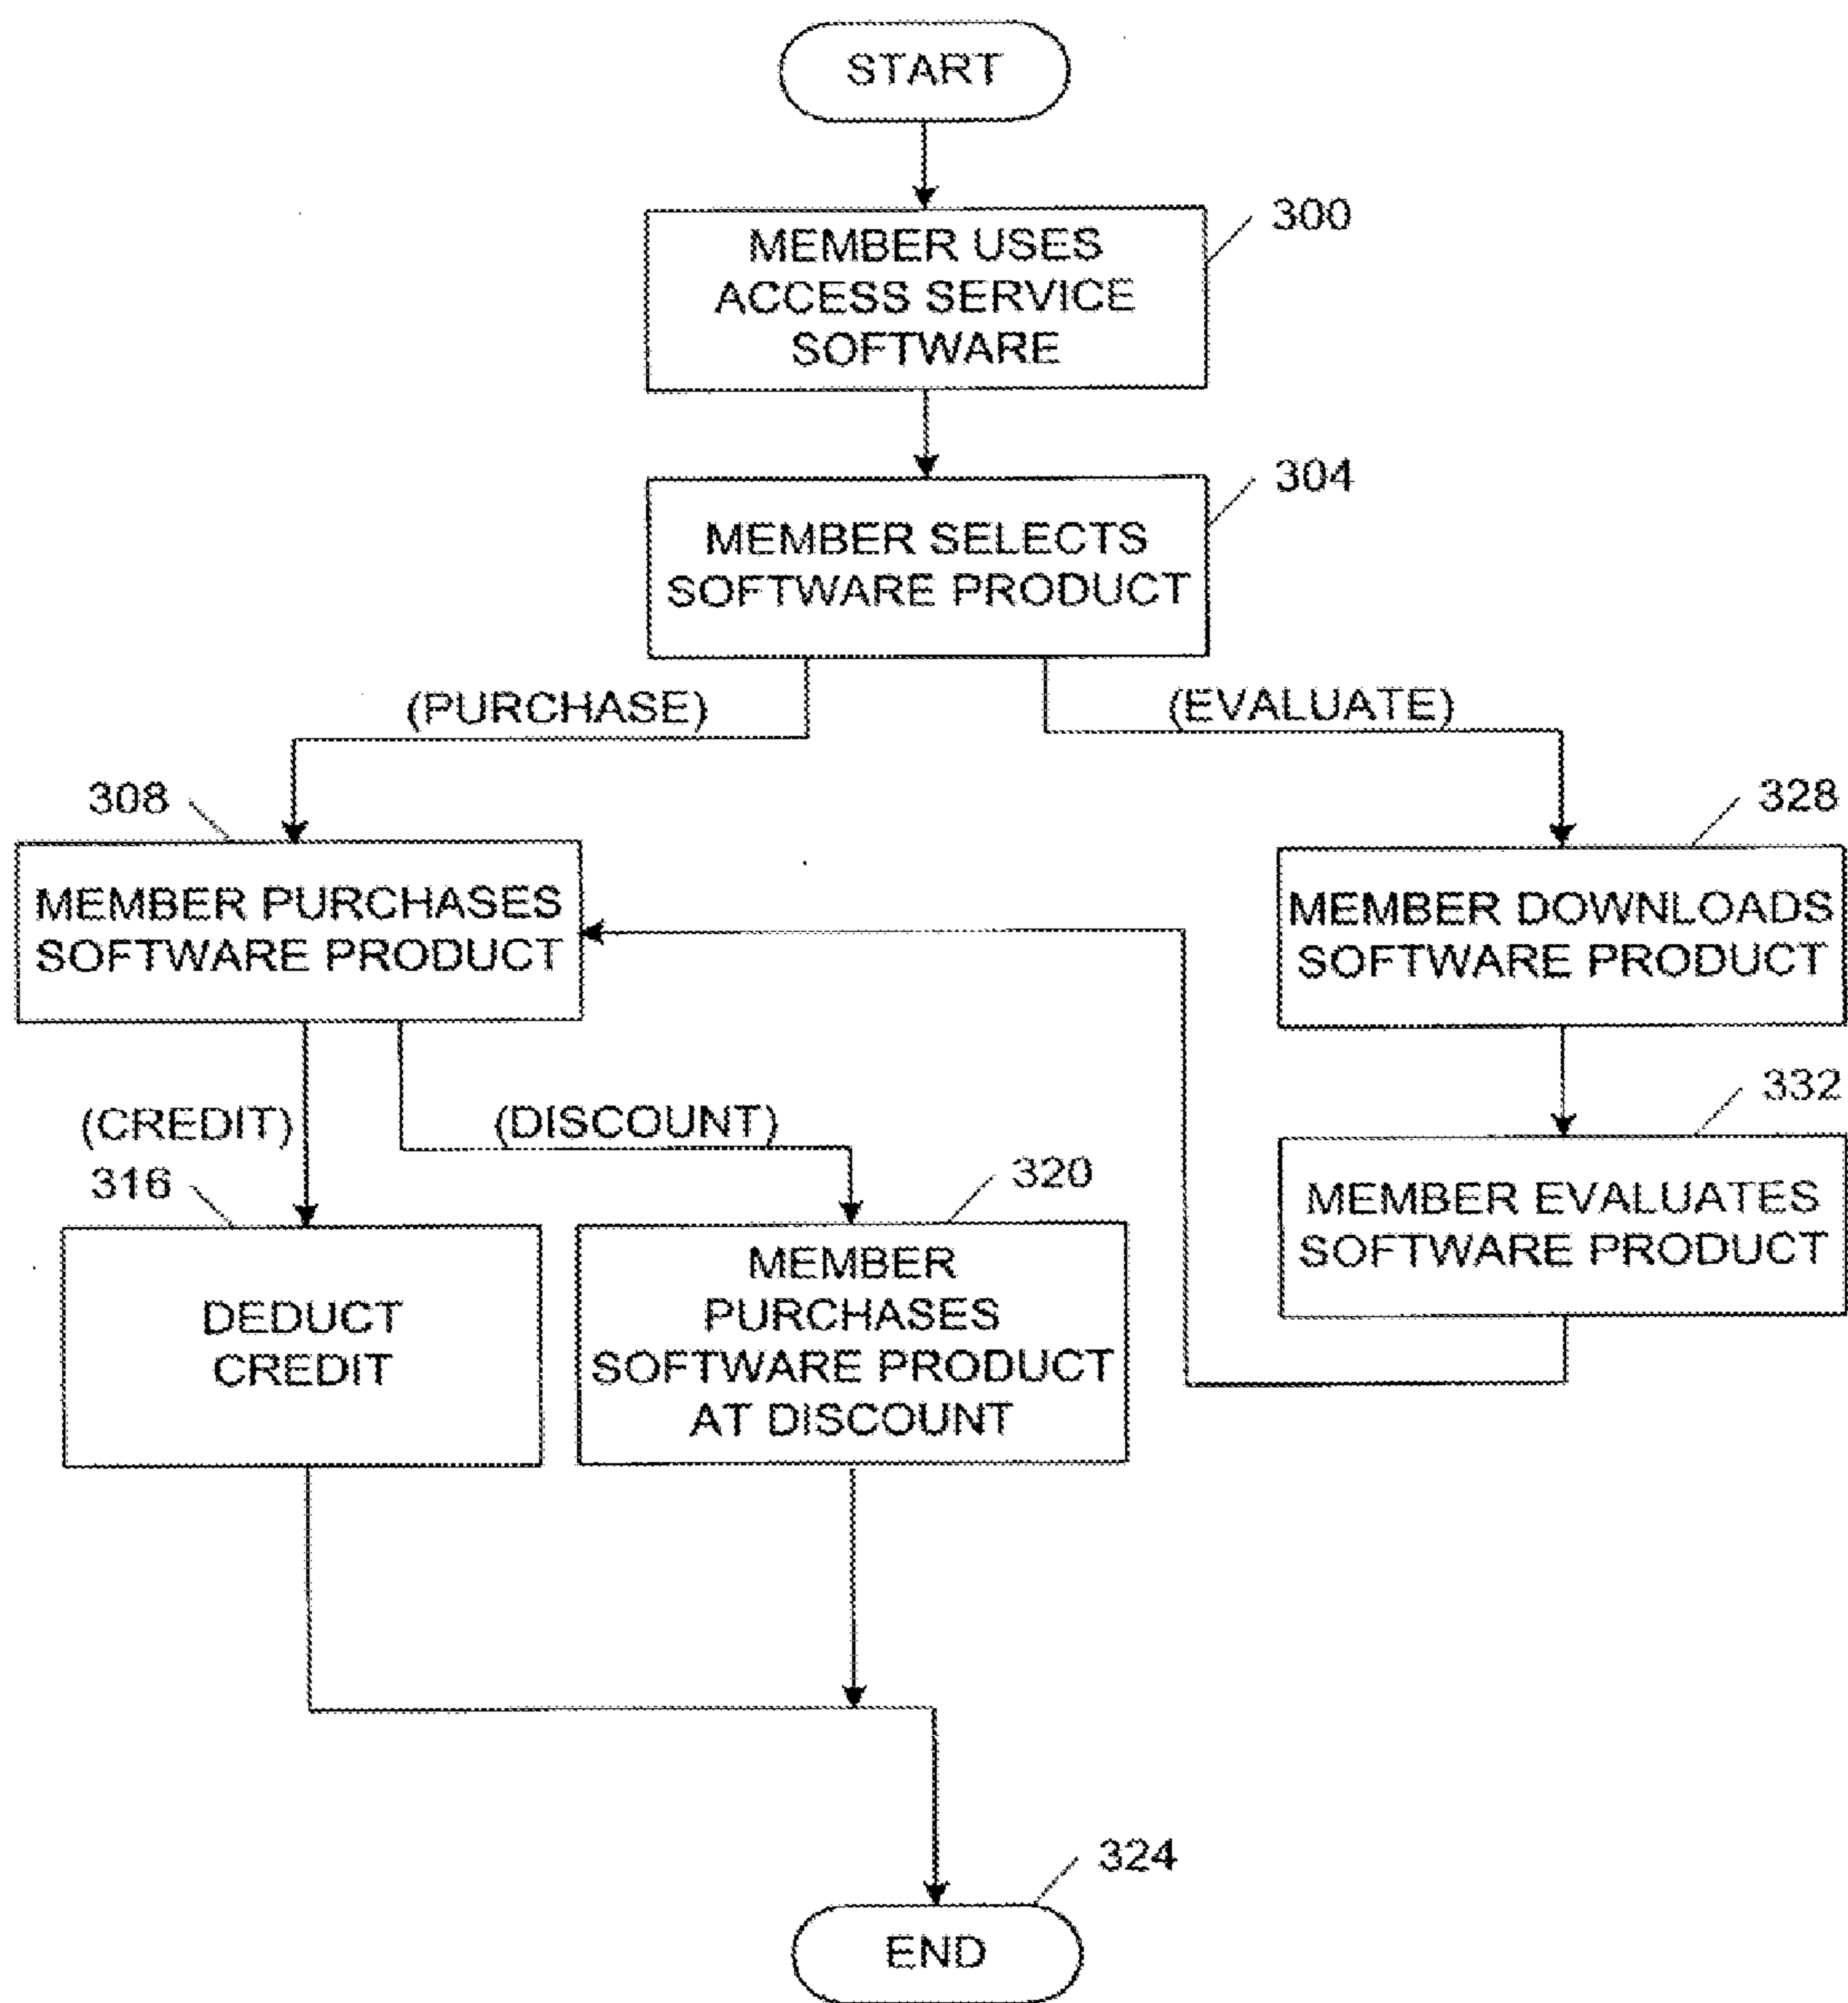 START
300
MEMBER USES
ACCESS SERVICE
SOFTWARE
304
MEMBER SELECTS
SOFTWARE PRODUCT
(PURCHASE)
(EVALUATE)
308
328
MEMBER PURCHASES
SOFTWARE PRODUCT
MEMBER DOWNLOADS
SOFTWARE PRODUCT
(CREDIT)
(DISCOUNT)
332
316
320
MEMBER EVALUATES
SOFTWARE PRODUCT
DEDUCT
CREDIT
MEMBER
PURCHASES
SOFTWARE PRODUCT
AT DISCOUNT
324
END